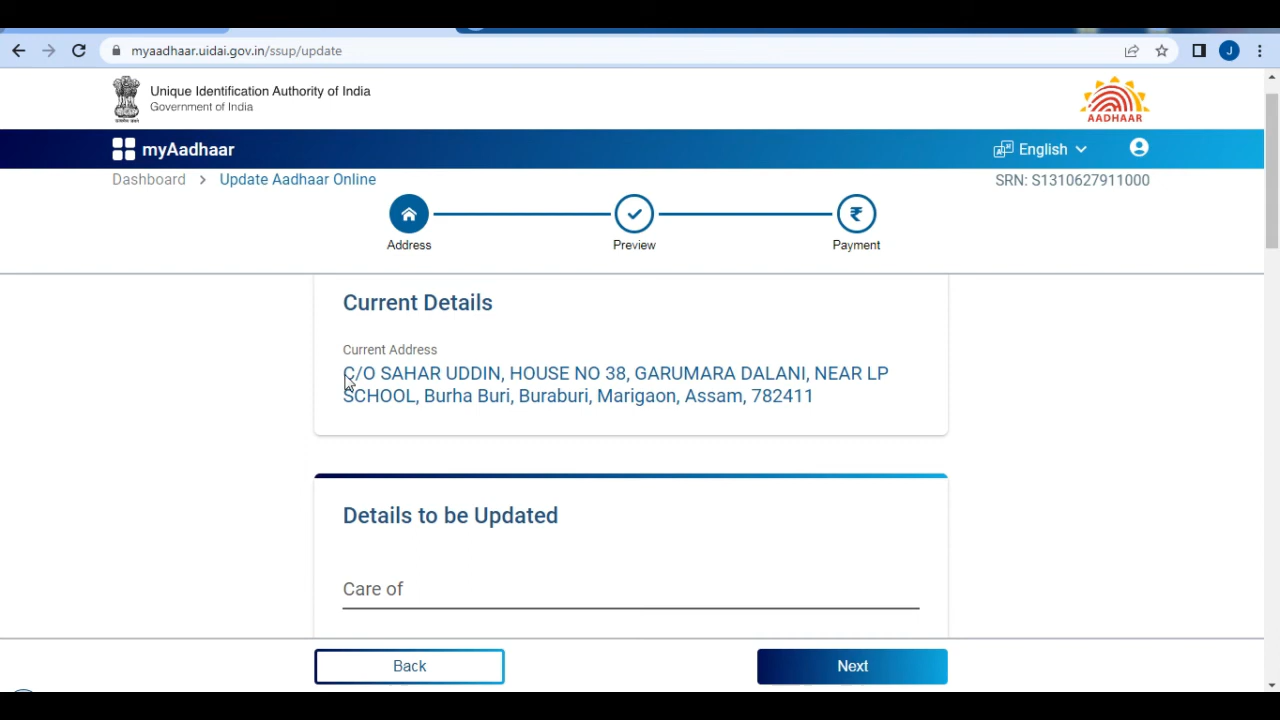 myaadhaar.uidai.gov.in/ssup/update
J
Unique Identification Authority of India
Government of India
AADHAAR
myAadhaar
English
Dashboard > Update Aadhaar Online
SRN: S1310627911000
Address
Preview
₹
Payment
Current Details
Current Address
C/O SAHAR UDDIN, HOUSE NO 38, GARUMARA DALANI, NEAR LP
SCHOOL, Burha Buri, Buraburi, Marigaon, Assam, 782411
Details to be Updated
Care of
Back
Next